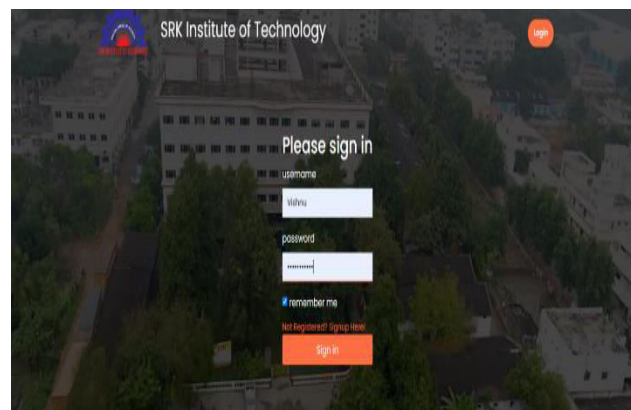 SRK Institute of Technology
Login
Please sign in
username
Vishnu
password
remember me
Not Registered? Signup Here!
Sign in